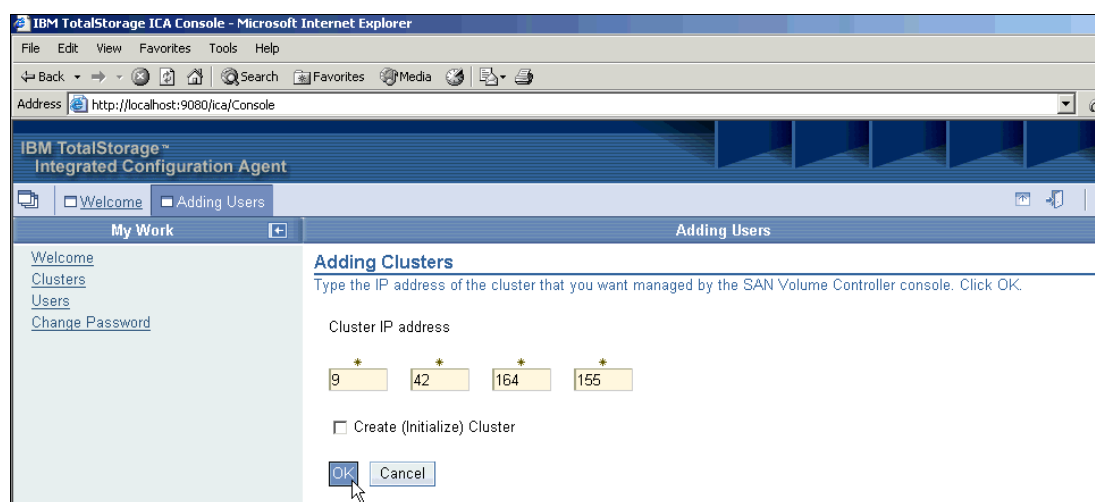 IBM TotalStorage ICA Console - Microsoft Internet Explorer
File Edit View Favorites Tools Help
Back Search Favorites Media
Address http://localhost:9080/ica/Console
IBM TotalStorage™
Integrated Configuration Agent
Welcome Adding Users
My Work
Adding Users
Welcome
Clusters
Users
Change Password
Adding Clusters
Type the IP address of the cluster that you want managed by the SAN Volume Controller console. Click OK.
Cluster IP address
* * * *
9 42 164 155
Create (Initialize) Cluster
OK Cancel